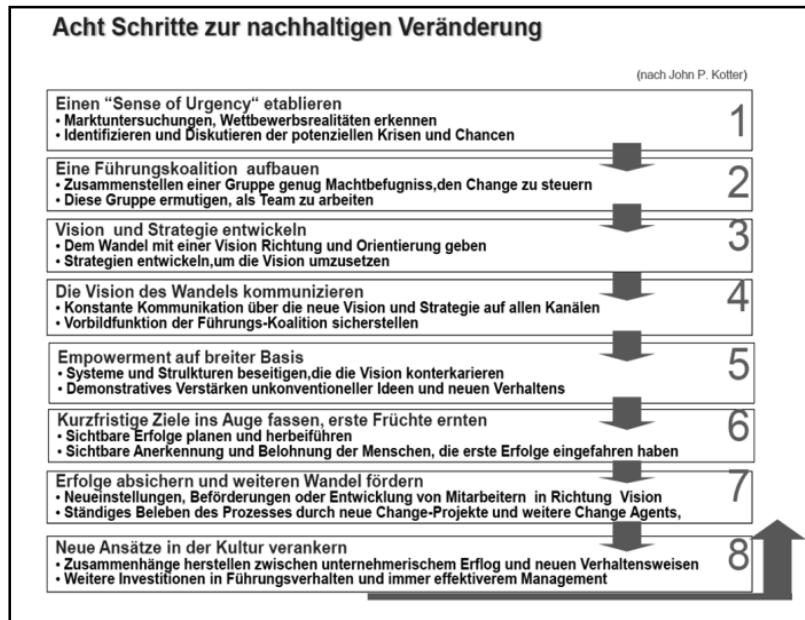 Acht Schritte zur nachhaltigen Veränderung
(nach John P. Kotter)
Einen “Sense of Urgency“ etablieren
• Marktuntersuchungen, Wettbewerbsrealitäten erkennen
• Identifizieren und Diskutieren der potenziellen Krisen und Chancen
1
Eine Führungskoalition aufbauen
• Zusammenstellen einer Gruppe genug Machtbefugniss,den Change zu steuern
• Diese Gruppe ermutigen, als Team zu arbeiten
2
Vision und Strategie entwickeln
• Dem Wandel mit einer Vision Richtung und Orientierung geben
• Strategien entwickeln,um die Vision umzusetzen
3
Die Vision des Wandels kommunizieren
• Konstante Kommunikation über die neue Vision und Strategie auf allen Kanälen
• Vorbildfunktion der Führungs-Koalition sicherstellen
4
Empowerment auf breiter Basis
• Systeme und Strulkturen beseitigen,die die Vision konterkarieren
• Demonstratives Verstärken unkonventioneller Ideen und neuen Verhaltens
5
Kurzfristige Ziele ins Auge fassen, erste Früchte ernten
• Sichtbare Erfolge planen und herbeiführen
• Sichtbare Anerkennung und Belohnung der Menschen, die erste Erfolge eingefahren haben
6
Erfolge absichern und weiteren Wandel fördern
• Neueinstellungen, Beförderungen oder Entwicklung von Mitarbeitern in Richtung Vision
• Ständiges Beleben des Prozesses durch neue Change-Projekte und weitere Change Agents,
7
Neue Ansätze in der Kultur verankern
• Zusammenhänge herstellen zwischen unternehmerischem Erflog und neuen Verhaltensweisen
• Weitere Investitionen in Führungsverhalten und immer effektiverem Management
8